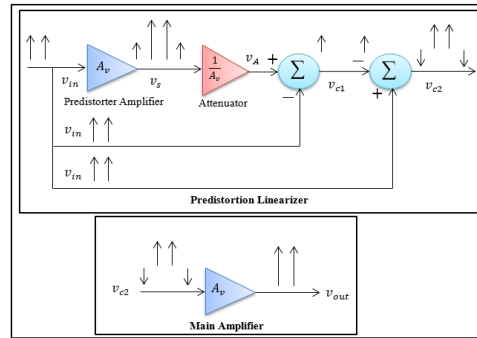 A_v
1/A_v
v_A
+
Σ
−
v_c1
−
Σ
+
v_c2
v_in
v_s
Predistorter Amplifier
Attenuator
v_in
v_in
Predistortion Linearizer
v_c2
A_v
v_out
Main Amplifier